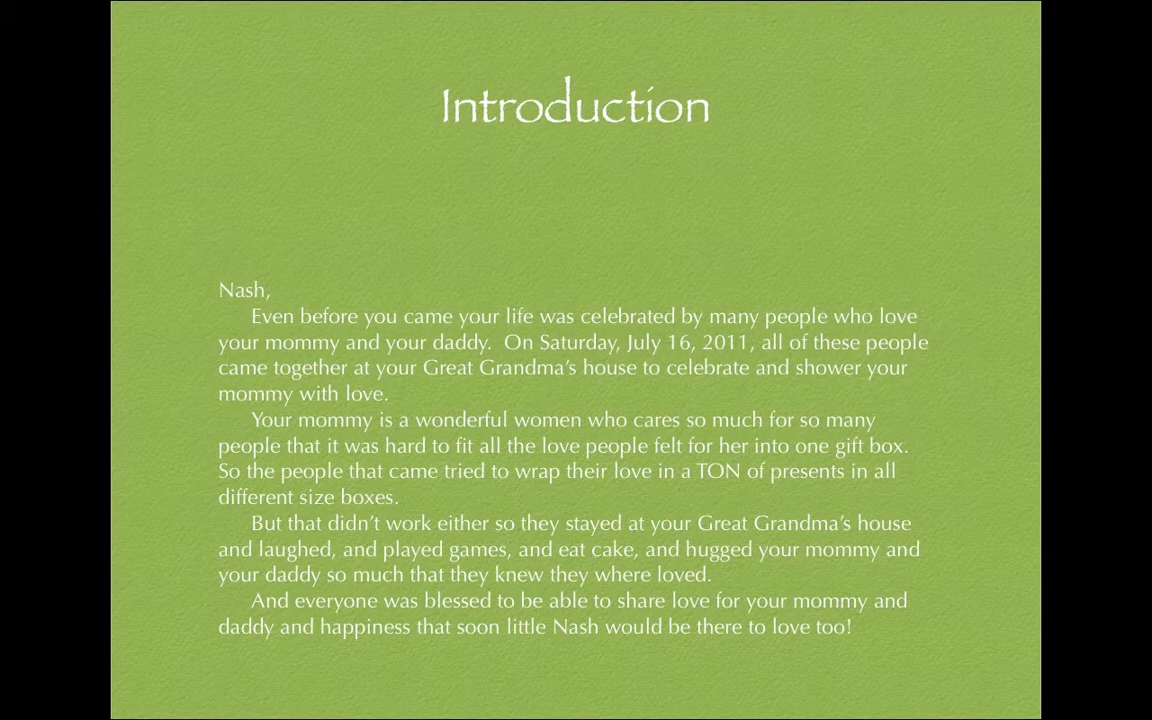 Introduction
Nash,
Even before you came your life was celebrated by many people who love
your mommy and your daddy.  On Saturday, July 16, 2011, all of these people
came together at your Great Grandma's house to celebrate and shower your
mommy with love.
Your mommy is a wonderful women who cares so much for so many
people that it was hard to fit all the love people felt for her into one gift box.
So the people that came tried to wrap their love in a TON of presents in all
different size boxes.
But that didn't work either so they stayed at your Great Grandma's house
and laughed, and played games, and eat cake, and hugged your mommy and
your daddy so much that they knew they where loved.
And everyone was blessed to be able to share love for your mommy and
daddy and happiness that soon little Nash would be there to love too!